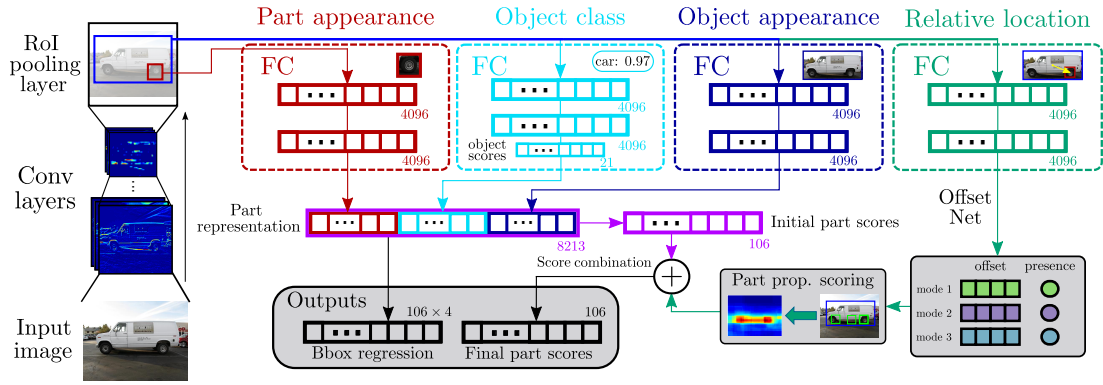 Part appearance
Object class
Object appearance
Relative location
RoI
pooling
layer
FC
FC
car: 0.97
FC
FC
4096
4096
4096
4096
object
scores
4096
4096
4096
4096
21
Conv
layers
Part
representation
8213
Initial part scores
106
Offset
Net
Score combination
Part prop. scoring
offset
presence
mode 1
mode 2
mode 3
Input
image
Outputs
106 × 4
106
Bbox regression
Final part scores